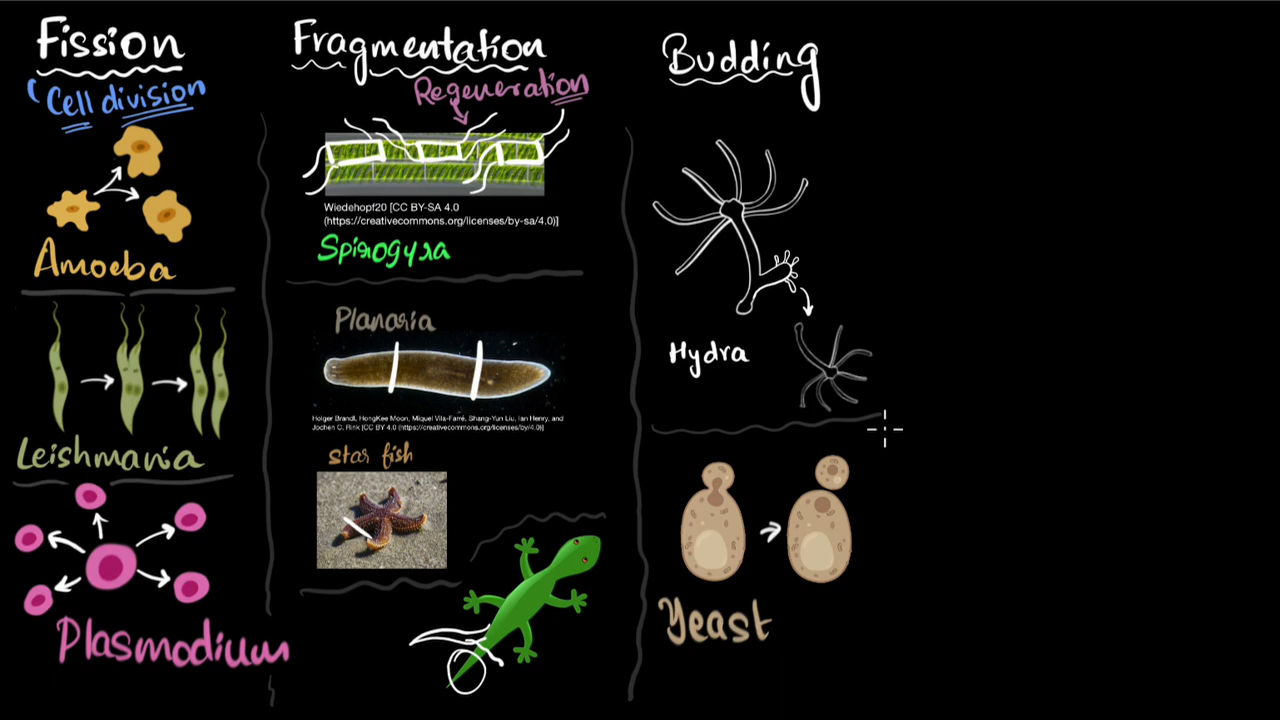 Fission
Cell division
Amoeba
Leishmania
Plasmodium
Fragmentation
Regeneration
Wiedehopf20 [CC BY-SA 4.0
(https://creativecommons.org/licenses/by-sa/4.0)]
Spirogyra
Planaria
Holger Brandl, HongKee Moon, Miquel Vila-Farré, Shang-Yun Liu, Ian Henry, and
Jochen C. Rink [CC BY 4.0 (https://creativecommons.org/licenses/by/4.0)]
star fish
Budding
Hydra
Yeast